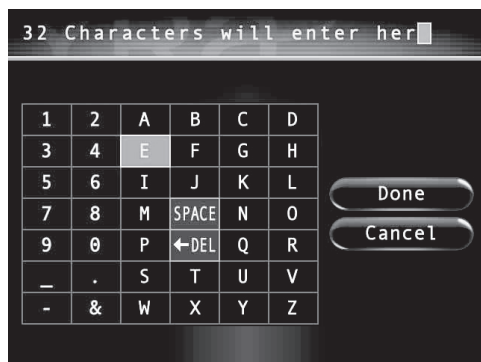 32 Characters will enter her
1 2 A B C D
3 4 E F G H
5 6 I J K L
7 8 M SPACE N O
9 0 P ←DEL Q R
_ . S T U V
- & W X Y Z
Done
Cancel